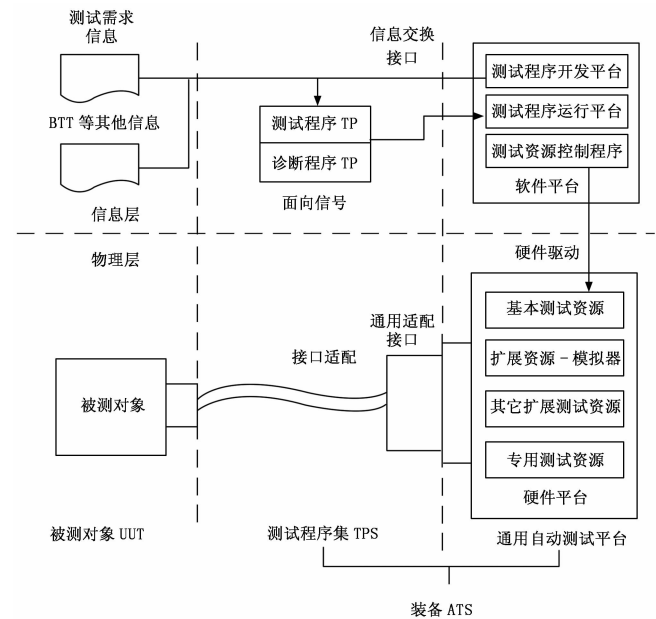 测试需求
信息
信息交换
接口
测试程序开发平台
BTT 等其他信息
测试程序 TP
测试程序运行平台
诊断程序 TP
测试资源控制程序
信息层
面向信号
软件平台
物理层
硬件驱动
基本测试资源
通用适配
接口
接口适配
扩展资源－模拟器
被测对象
其它扩展测试资源
专用测试资源
硬件平台
被测对象 UUT
测试程序集 TPS
通用自动测试平台
装备 ATS